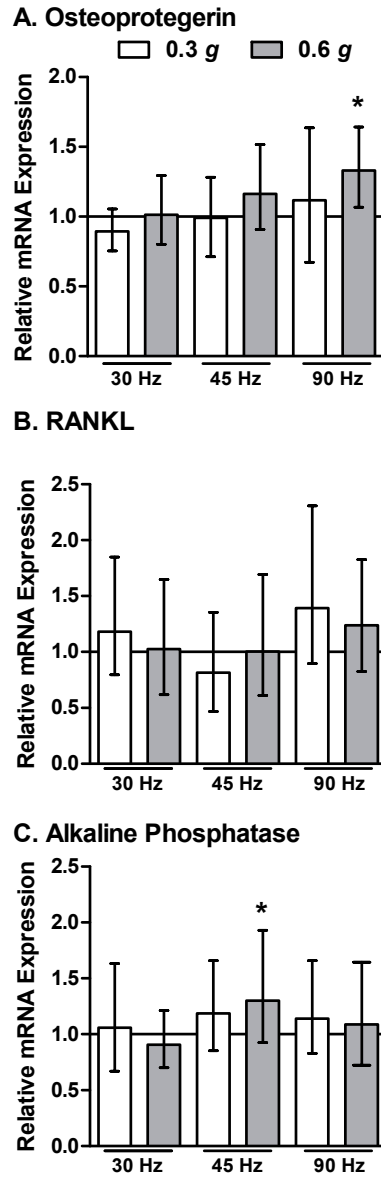 A. Osteoprotegerin
0.3 g 0.6 g
Relative mRNA Expression
2.0
1.5
1.0
0.5
0.0
*
30 Hz 45 Hz 90 Hz
B. RANKL
Relative mRNA Expression
2.5
2.0
1.5
1.0
0.5
0.0
30 Hz 45 Hz 90 Hz
C. Alkaline Phosphatase
Relative mRNA Expression
2.5
2.0
1.5
1.0
0.5
0.0
*
30 Hz 45 Hz 90 Hz